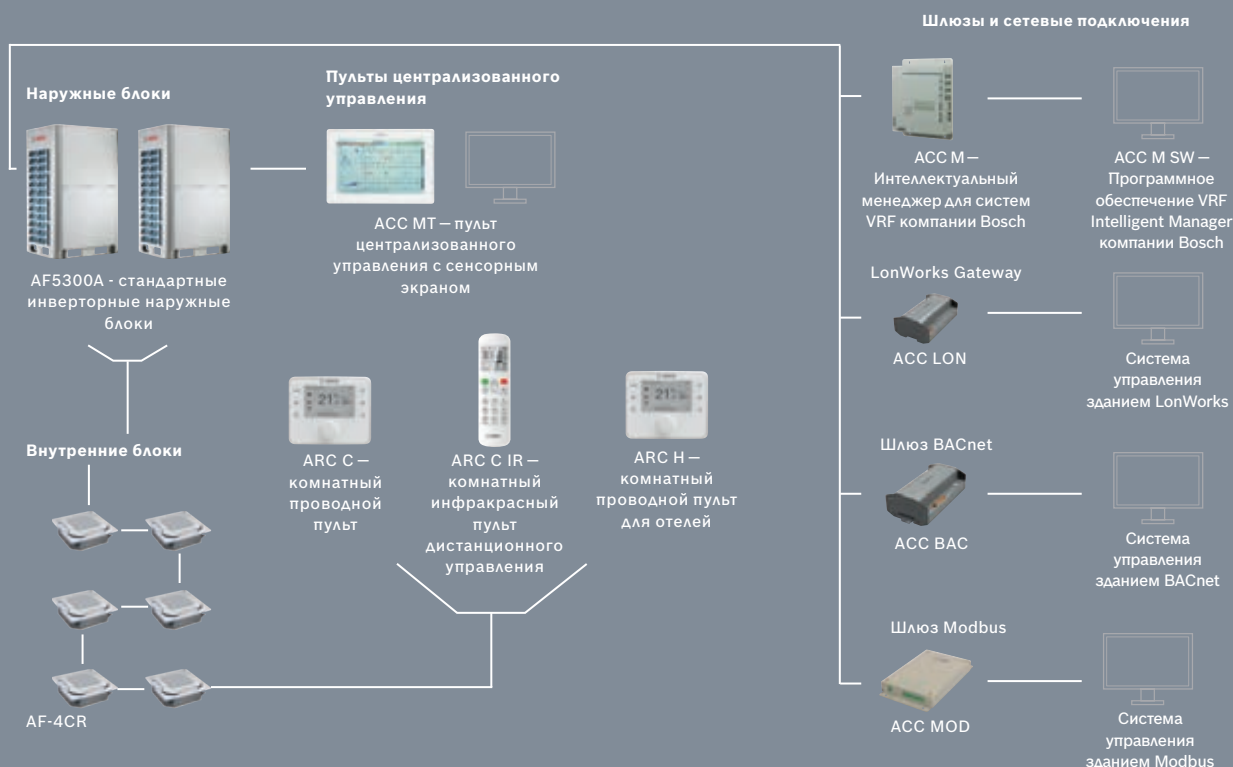 Шлюзы и сетевые подключения
Наружные блоки
Пульты централизованного
управления
AF5300A - стандартные
инверторные наружные
блоки
ACC MT — пульт
централизованного
управления с сенсорным
экраном
ACC M —
Интеллектуальный
менеджер для систем
VRF компании Bosch
ACC M SW —
Программное
обеспечение VRF
Intelligent Manager
компании Bosch
LonWorks Gateway
ACC LON
Система
управления
зданием LonWorks
Внутренние блоки
AF-4CR
ARC C —
комнатный
проводной
пульт
ARC C IR —
комнатный
инфракрасный
пульт
дистанционного
управления
ARC H —
комнатный
проводной пульт
для отелей
Шлюз BACnet
ACC BAC
Система
управления
зданием BACnet
Шлюз Modbus
ACC MOD
Система
управления
зданием Modbus